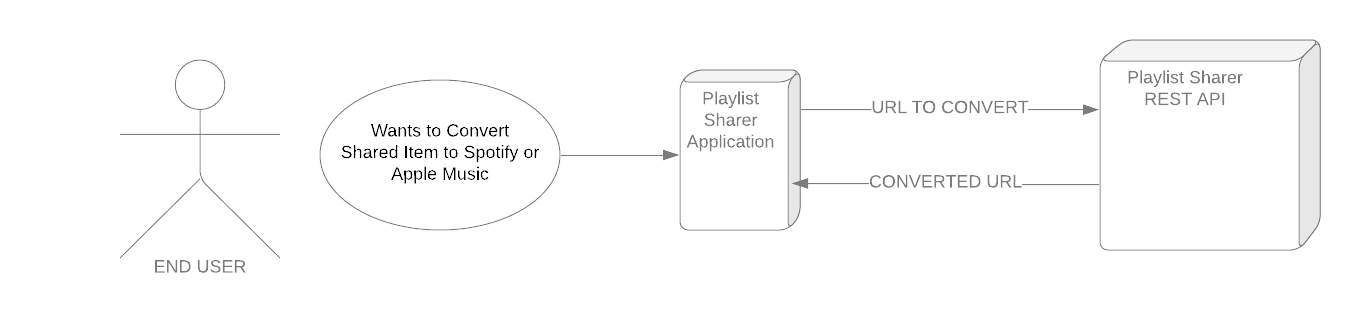 Wants to Convert
Shared Item to Spotify or
Apple Music
END USER
Playlist
Sharer
Application
URL TO CONVERT
CONVERTED URL
Playlist Sharer
REST API